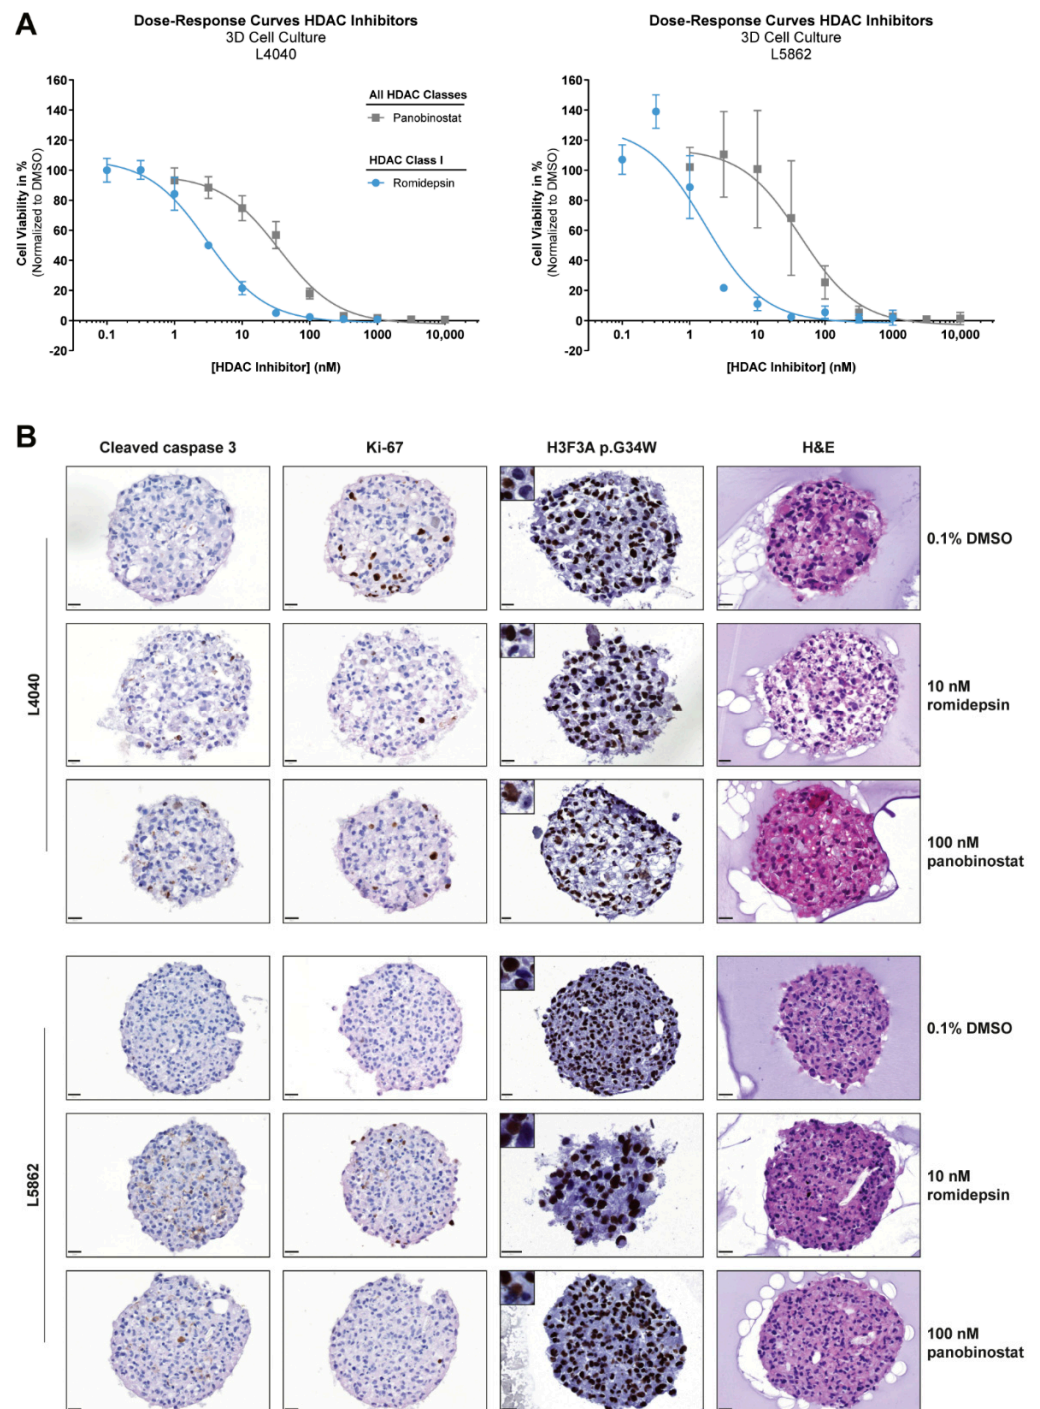 A
Dose-Response Curves HDAC Inhibitors
3D Cell Culture
L4040
Cell Viability in %
(Normalized to DMSO)
160
140
120
100
80
60
40
20
0
-20
0.1
1
10
100
1000
10,000
[HDAC Inhibitor] (nM)
All HDAC Classes
Panobinostat
HDAC Class I
Romidepsin
Dose-Response Curves HDAC Inhibitors
3D Cell Culture
L5862
Cell Viability in %
(Normalized to DMSO)
160
140
120
100
80
60
40
20
0
-20
0.1
1
10
100
1000
10,000
[HDAC Inhibitor] (nM)
B
Cleaved caspase 3
Ki-67
H3F3A p.G34W
H&E
L4040
0.1% DMSO
10 nM
romidepsin
100 nM
panobinostat
L5862
0.1% DMSO
10 nM
romidepsin
100 nM
panobinostat